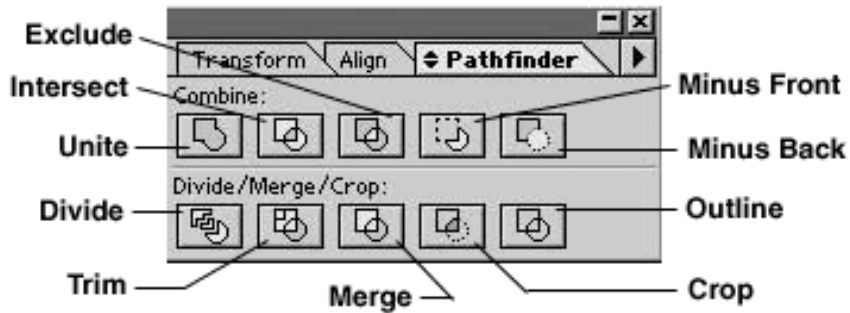 Exclude
Transform Align Pathfinder
Intersect
Combine:
Minus Front
Unite
Minus Back
Divide/Merge/Crop:
Divide
Outline
Trim
Merge
Crop